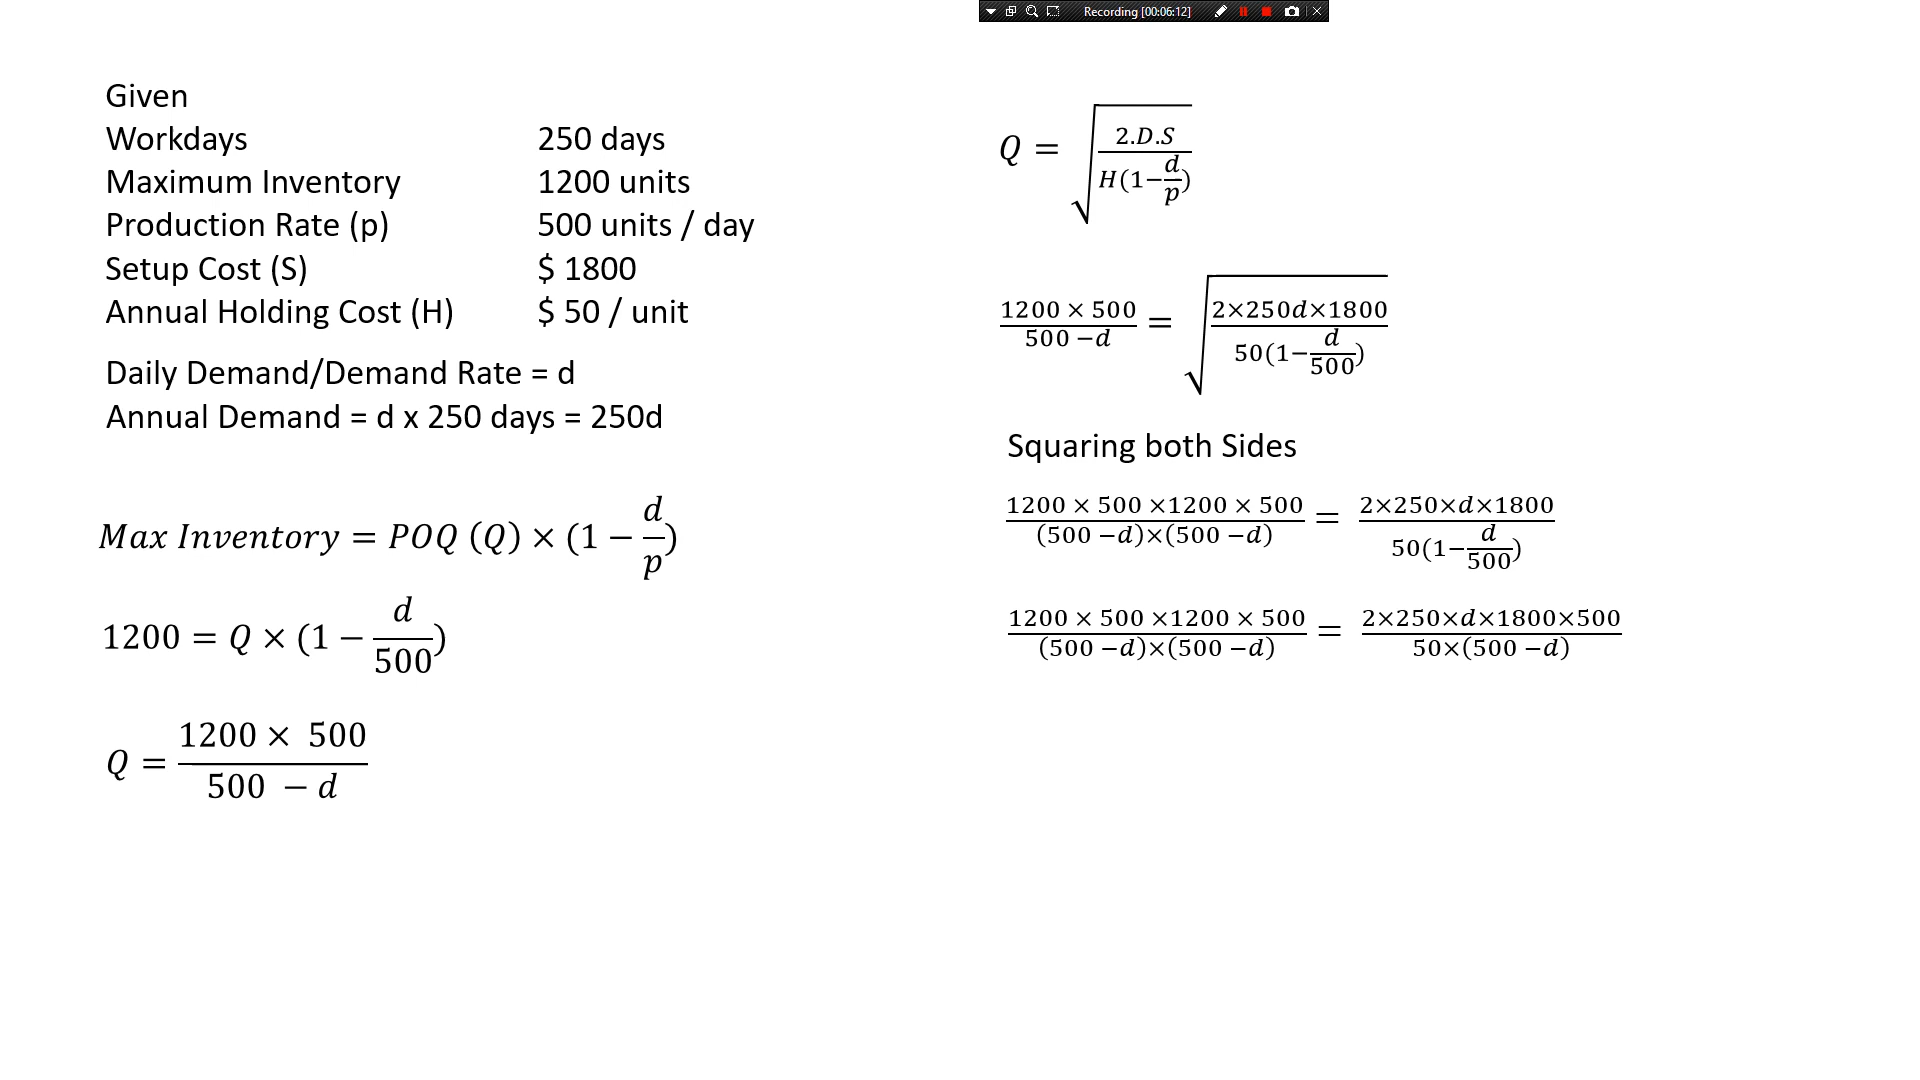 Recording [00:06:12]
Given
Workdays 250 days
Maximum Inventory 1200 units
Production Rate (p) 500 units / day
Setup Cost (S) $ 1800
Annual Holding Cost (H) $ 50 / unit
Daily Demand/Demand Rate = d
Annual Demand = d x 250 days = 250d
Max Inventory = POQ (Q) × (1 − d/p)
1200 = Q × (1 − d/500)
Q = (1200 × 500)/(500 − d)
Q = √(2.D.S / H(1−d/p))
(1200 × 500)/(500 −d) = √(2×250d×1800 / 50(1−d/500))
Squaring both Sides
(1200 × 500 ×1200 × 500)/((500 −d)×(500 −d)) = (2×250×d×1800)/(50(1−d/500))
(1200 × 500 ×1200 × 500)/((500 −d)×(500 −d)) = (2×250×d×1800×500)/(50×(500 −d))